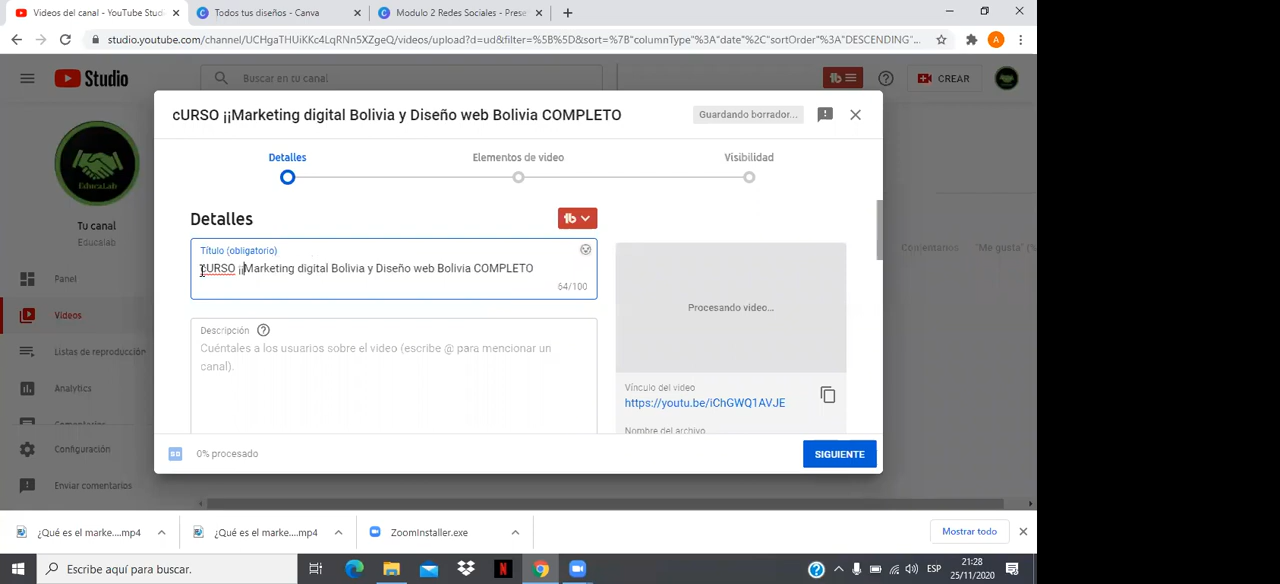 Videos del canal - YouTube Stud
Todos tus diseños - Canva
Modulo 2 Redes Sociales - Prese
studio.youtube.com/channel/UCHgaTHUiKKc4LqRNn5XZgeQ/videos/upload?d=ud&filter=%5B%5D&sort=%7B"columnType"%3A"date"%2C"sortOrder"%3A"DESCENDING"...
A
Studio
Buscar en tu canal
CREAR
cURSO ¡¡Marketing digital Bolivia y Diseño web Bolivia COMPLETO
Guardando borrador...
Detalles
Elementos de video
Visibilidad
EducaLab
Tu canal
Educalab
Panel
Videos
Listas de reproducción
Analytics
Comentarios
Configuración
Enviar comentarios
Detalles
Título (obligatorio)
cURSO ¡¡Marketing digital Bolivia y Diseño web Bolivia COMPLETO
64/100
Descripción
Cuéntales a los usuarios sobre el video (escribe @ para mencionar un
canal).
Procesando video...
Vínculo del video
https://youtu.be/iChGWQ1AVJE
Nombre del archivo
Comentarios
"Me gusta" (%
0% procesado
SIGUIENTE
¿Qué es el marke....mp4
¿Qué es el marke....mp4
ZoomInstaller.exe
Mostrar todo
Escribe aquí para buscar.
ESP
21:28
25/11/2020